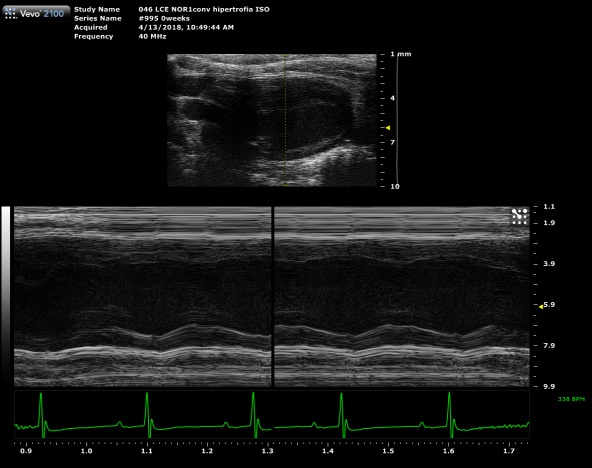 Vevo 2100
Study Name 046 LCE NOR1conv hipertrofia ISO
Series Name #995 0weeks
Acquired 4/13/2018, 10:49:44 AM
Frequency 40 MHz
1 mm
4
7
10
1.1
1.9
3.9
5.9
7.9
9.9
338 BPM
0.9 1.0 1.1 1.2 1.3 1.4 1.5 1.6 1.7